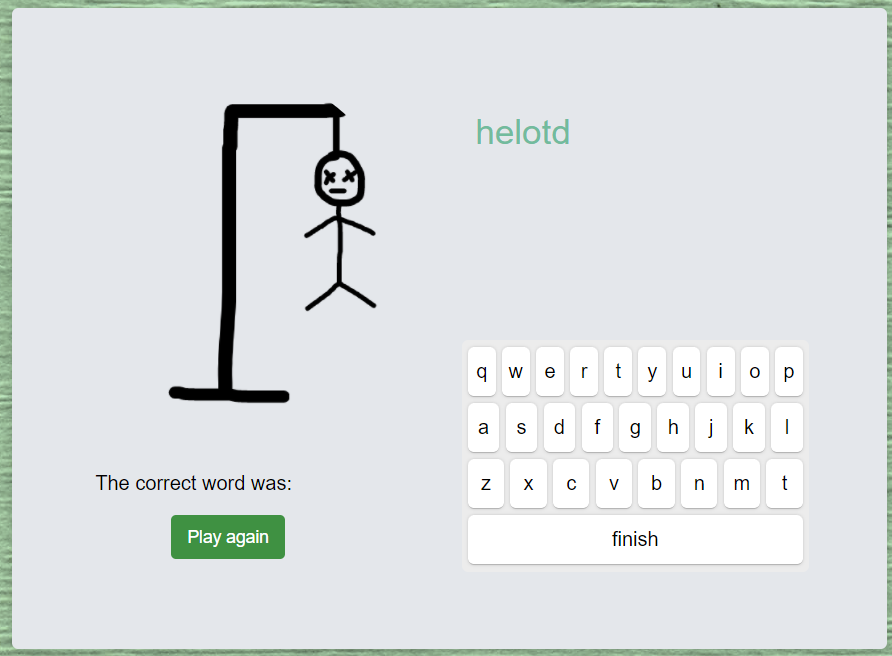 helotd
q w e r t y u i o p
a s d f g h j k l
z x c v b n m t
finish
The correct word was:
Play again